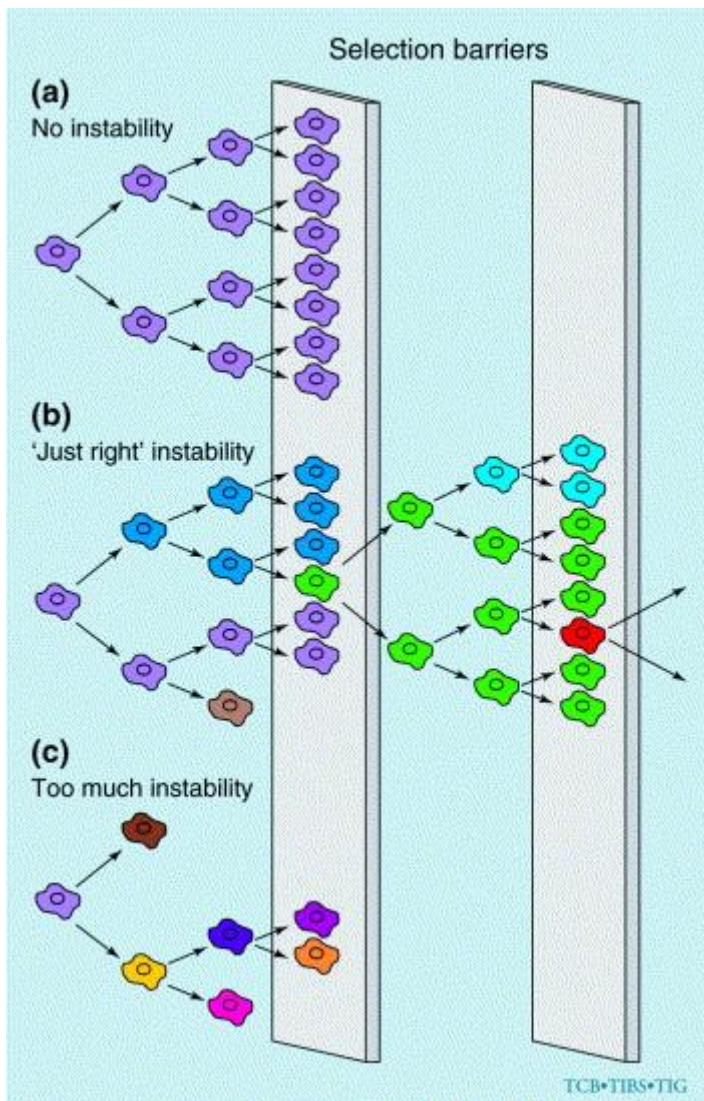 Selection barriers
(a)
No instability
(b)
‘Just right’ instability
(c)
Too much instability
TCB•TIBS•TIG